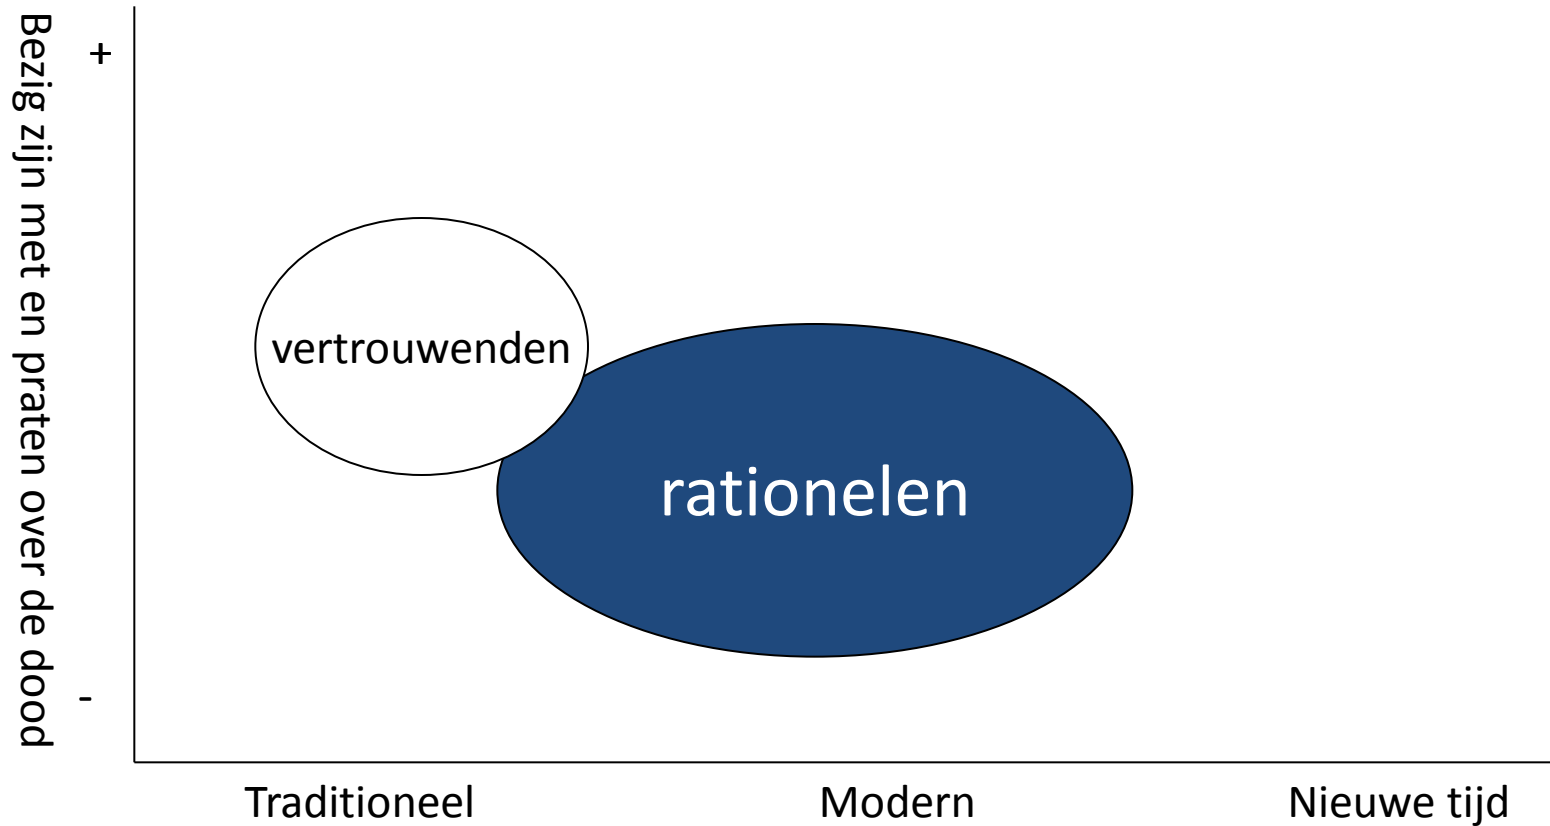 Bezig zijn met en praten over de dood
+
vertrouwenden
rationelen
-
Traditioneel
Modern
Nieuwe tijd